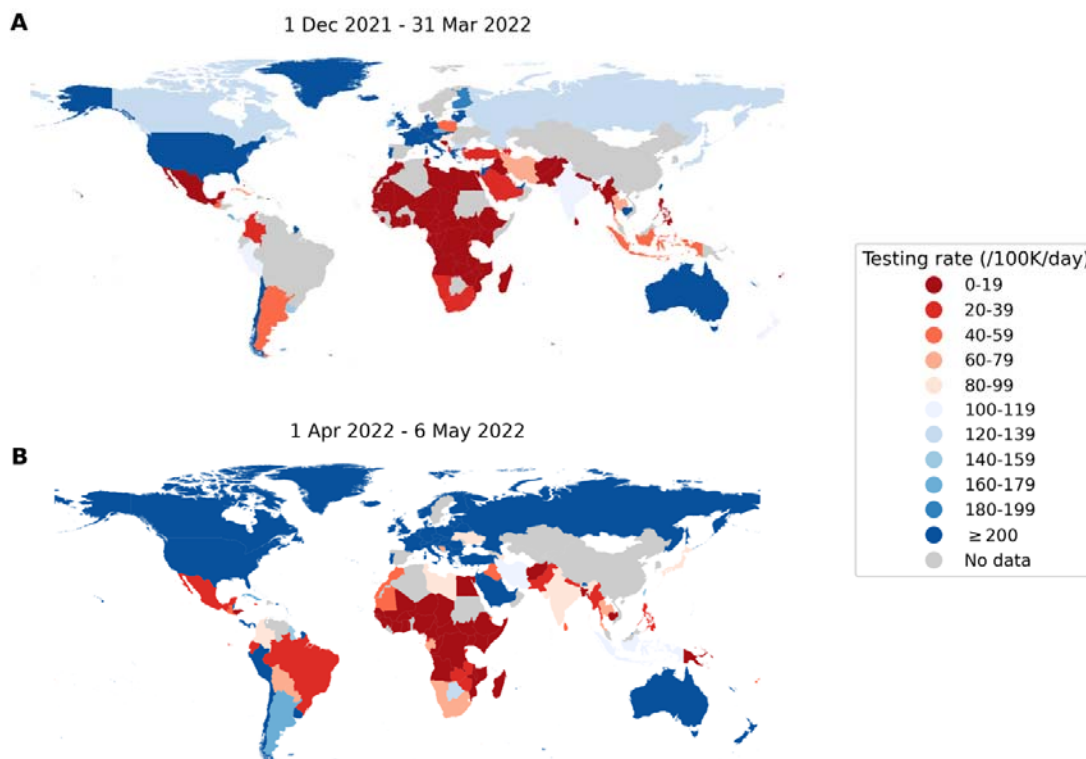 A
1 Dec 2021 - 31 Mar 2022
Testing rate (/100K/day)
0-19
20-39
40-59
60-79
80-99
100-119
120-139
140-159
160-179
180-199
≥ 200
No data
1 Apr 2022 - 6 May 2022
B